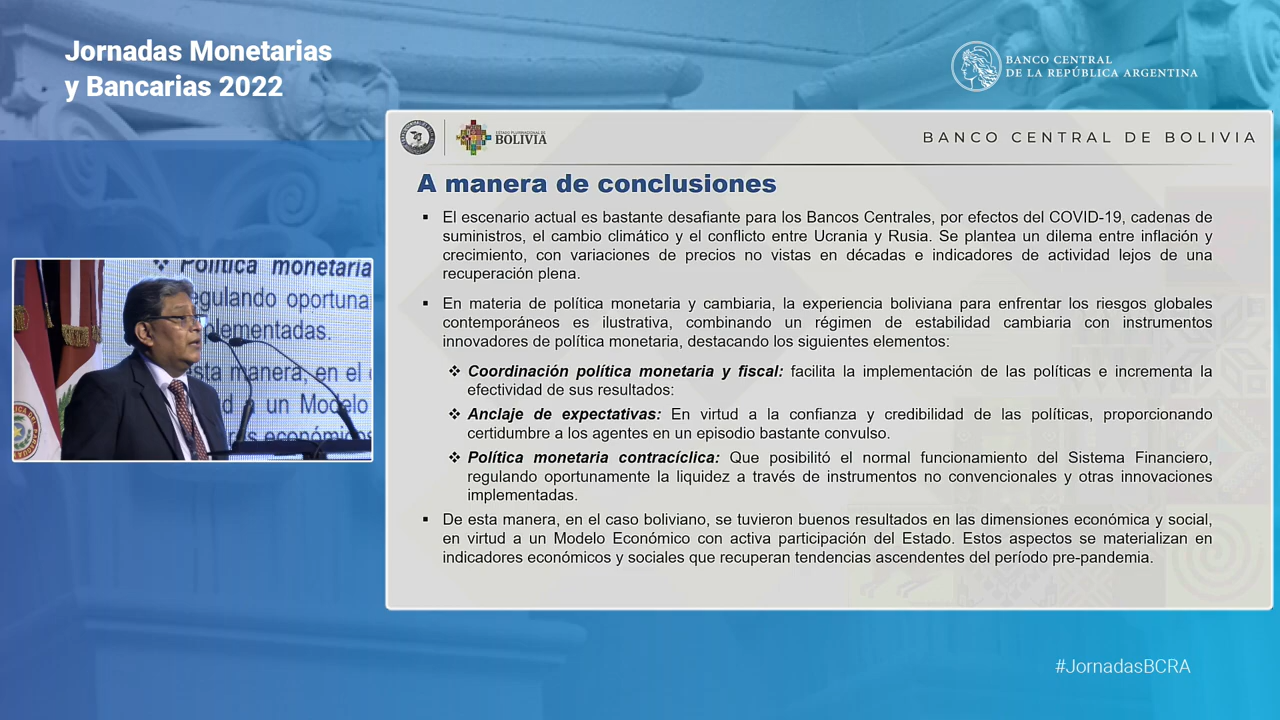 Jornadas Monetarias
y Bancarias 2022
BANCO CENTRAL
DE LA REPÚBLICA ARGENTINA
ESTADO PLURINACIONAL DE
BOLIVIA
BANCO CENTRAL DE BOLIVIA
A manera de conclusiones
▪ El escenario actual es bastante desafiante para los Bancos Centrales, por efectos del COVID-19, cadenas de
suministros, el cambio climático y el conflicto entre Ucrania y Rusia. Se plantea un dilema entre inflación y
crecimiento, con variaciones de precios no vistas en décadas e indicadores de actividad lejos de una
recuperación plena.
▪ En materia de política monetaria y cambiaria, la experiencia boliviana para enfrentar los riesgos globales
contemporáneos es ilustrativa, combinando un régimen de estabilidad cambiaria con instrumentos
innovadores de política monetaria, destacando los siguientes elementos:
❖ Coordinación política monetaria y fiscal: facilita la implementación de las políticas e incrementa la
efectividad de sus resultados:
❖ Anclaje de expectativas: En virtud a la confianza y credibilidad de las políticas, proporcionando
certidumbre a los agentes en un episodio bastante convulso.
❖ Política monetaria contracíclica: Que posibilitó el normal funcionamiento del Sistema Financiero,
regulando oportunamente la liquidez a través de instrumentos no convencionales y otras innovaciones
implementadas.
▪ De esta manera, en el caso boliviano, se tuvieron buenos resultados en las dimensiones económica y social,
en virtud a un Modelo Económico con activa participación del Estado. Estos aspectos se materializan en
indicadores económicos y sociales que recuperan tendencias ascendentes del período pre-pandemia.
❖ Política monetaria
egulando oportuna
plementadas.
sta manera, en el
d a un Modelo
económicos
#JornadasBCRA